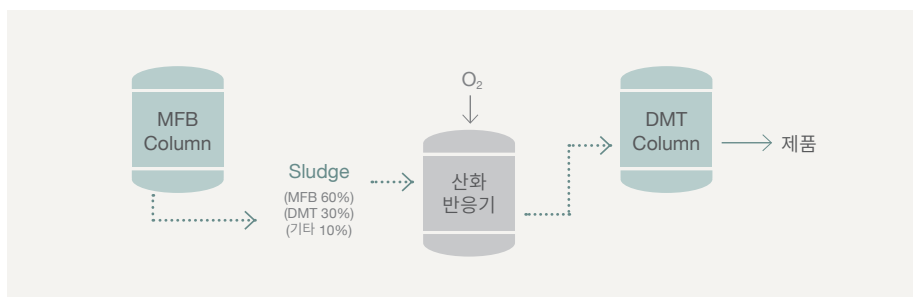 MFB
Column
Sludge
(MFB 60%)
(DMT 30%)
(기타 10%)
O₂
산화
반응기
DMT
Column
제품